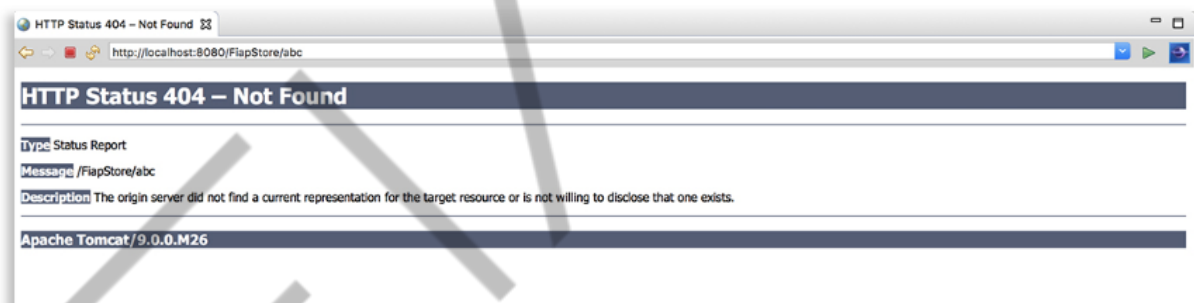 HTTP Status 404 – Not Found
http://localhost:8080/FiapStore/abc
HTTP Status 404 – Not Found
Type Status Report
Message /FiapStore/abc
Description The origin server did not find a current representation for the target resource or is not willing to disclose that one exists.
Apache Tomcat/9.0.0.M26